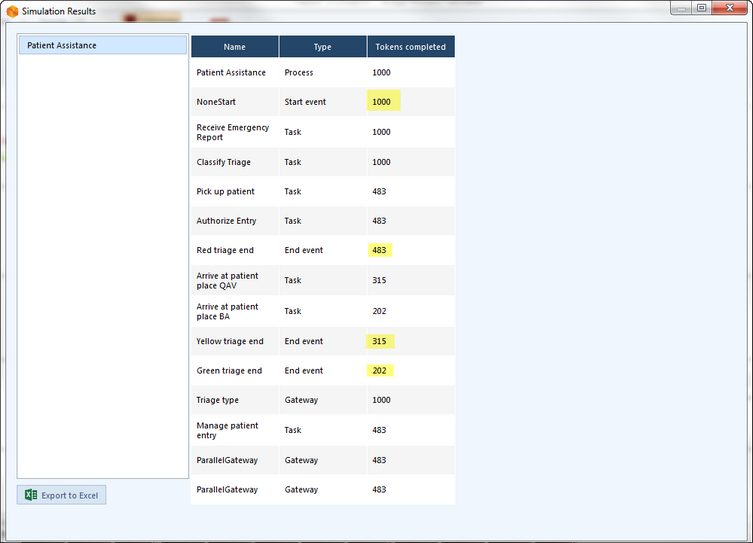 Simulation Results
Patient Assistance
Name Type Tokens completed
Patient Assistance Process 1000
NoneStart Start event 1000
Receive Emergency
Report Task 1000
Classify Triage Task 1000
Pick up patient Task 483
Authorize Entry Task 483
Red triage end End event 483
Arrive at patient
place QAV Task 315
Arrive at patient
place BA Task 202
Yellow triage end End event 315
Green triage end End event 202
Triage type Gateway 1000
Manage patient
entry Task 483
ParallelGateway Gateway 483
ParallelGateway Gateway 483
Export to Excel